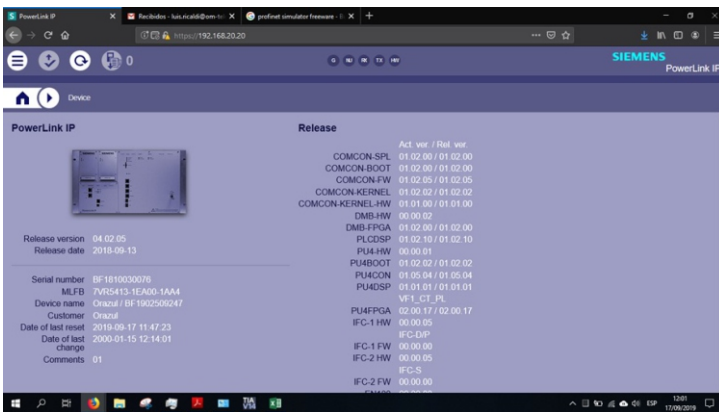 PowerLink IP
Recibidos - luis.ricaldi@om-te
profinet simulator freeware - B
https://192.168.20.20
0
SIEMENS
PowerLink IP
Device
PowerLink IP
Release version 04.02.05
Release date 2018-09-13
Serial number BF1810030076
MLFB 7VR5413-1EA00-1AA4
Device name Orazul / BF1902509247
Customer Orazul
Date of last reset 2019-09-17 11:47:23
Date of last change 2000-01-15 12:14:01
Comments 01
Release
Act. ver. / Rel. ver.
COMCON-SPL 01.02.00 / 01.02.00
COMCON-BOOT 01.02.00 / 01.02.00
COMCON-FW 01.02.05 / 01.02.05
COMCON-KERNEL 01.02.02 / 01.02.02
COMCON-KERNEL-HW 01.01.00 / 01.01.00
DMB-HW 00.00.02
DMB-FPGA 01.02.00 / 01.02.00
PLCDSP 01.02.10 / 01.02.10
PU4-HW 00.00.01
PU4BOOT 01.02.02 / 01.02.02
PU4CON 01.05.04 / 01.05.04
PU4DSP 01.01.01 / 01.01.01
VF1_CT_PL
PU4FPGA 02.00.17 / 02.00.17
IFC-1 HW 00.00.05
IFC-D/P
IFC-1 FW 00.00.00
IFC-2 HW 00.00.05
IFC-S
IFC-2 FW 00.00.00
ESP
12:01
17/09/2019